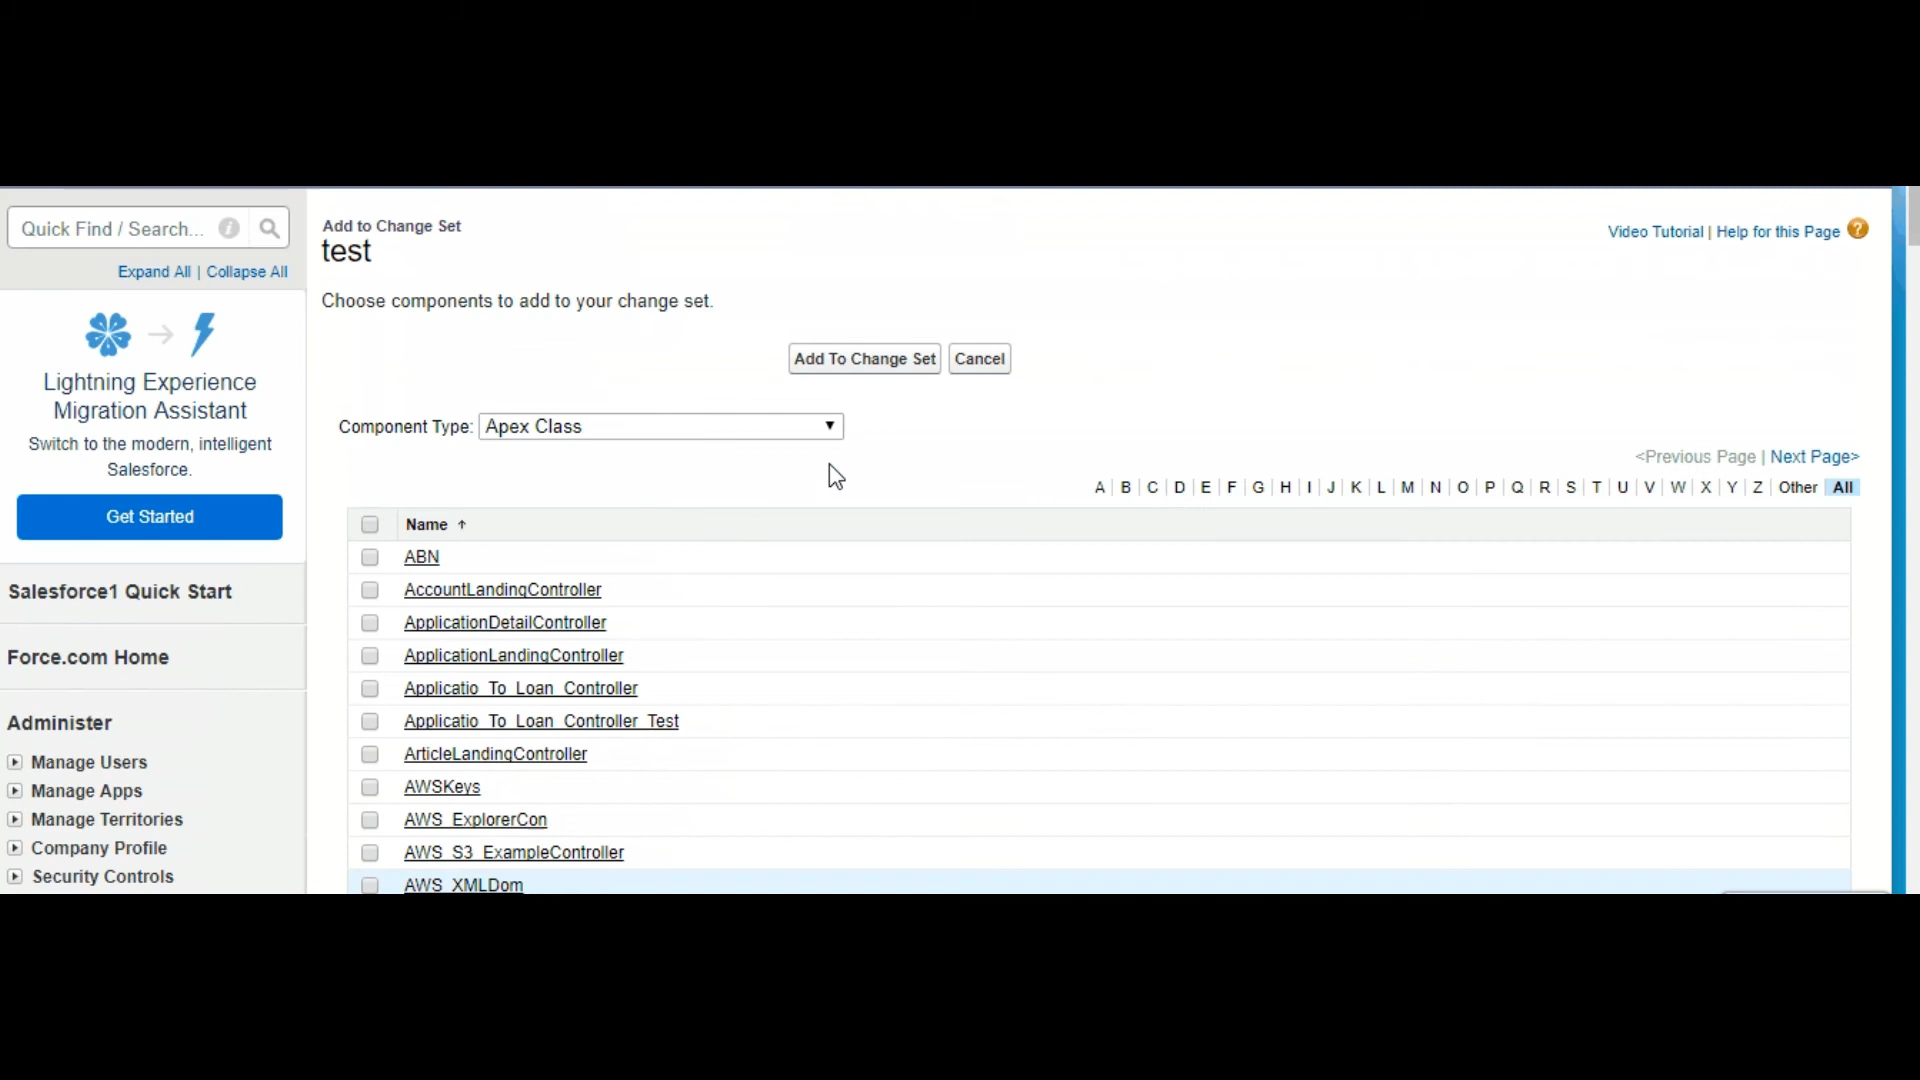 Quick Find / Search...
Expand All | Collapse All
Lightning Experience
Migration Assistant
Switch to the modern, intelligent
Salesforce.
Get Started
Salesforce1 Quick Start
Force.com Home
Administer
Manage Users
Manage Apps
Manage Territories
Company Profile
Security Controls
Add to Change Set
test
Video Tutorial | Help for this Page ?
Choose components to add to your change set.
Add To Change Set Cancel
Component Type: Apex Class
<Previous Page | Next Page>
A | B | C | D | E | F | G | H | I | J | K | L | M | N | O | P | Q | R | S | T | U | V | W | X | Y | Z | Other | All
Name ↑
ABN
AccountLandingController
ApplicationDetailController
ApplicationLandingController
Applicatio_To_Loan_Controller
Applicatio_To_Loan_Controller_Test
ArticleLandingController
AWSKeys
AWS_ExplorerCon
AWS_S3_ExampleController
AWS_XMLDom